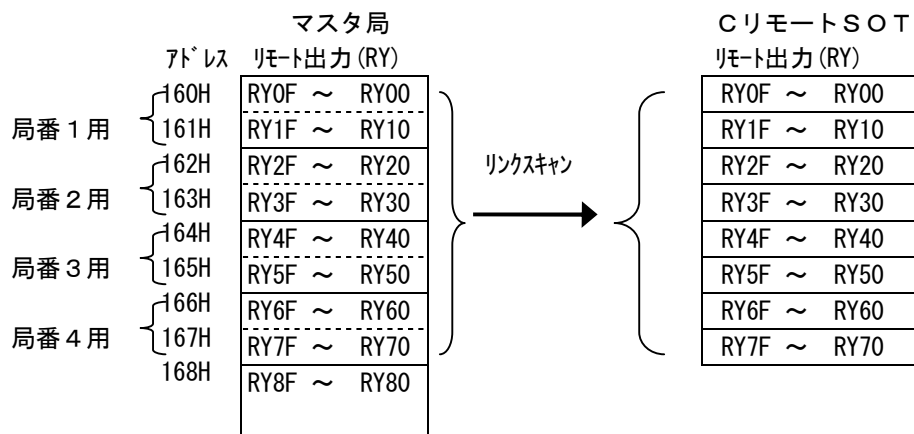 マスタ局 CリモートSOT
ｱﾄﾞﾚｽ ﾘﾓｰﾄ出力(RY) ﾘﾓｰﾄ出力(RY)
160H RY0F ～ RY00 RY0F ～ RY00
局番1用 161H RY1F ～ RY10 RY1F ～ RY10
162H RY2F ～ RY20 ﾘﾝｸｽｷｬﾝ RY2F ～ RY20
局番2用 163H RY3F ～ RY30 RY3F ～ RY30
164H RY4F ～ RY40 RY4F ～ RY40
局番3用 165H RY5F ～ RY50 RY5F ～ RY50
166H RY6F ～ RY60 RY6F ～ RY60
局番4用 167H RY7F ～ RY70 RY7F ～ RY70
168H RY8F ～ RY80